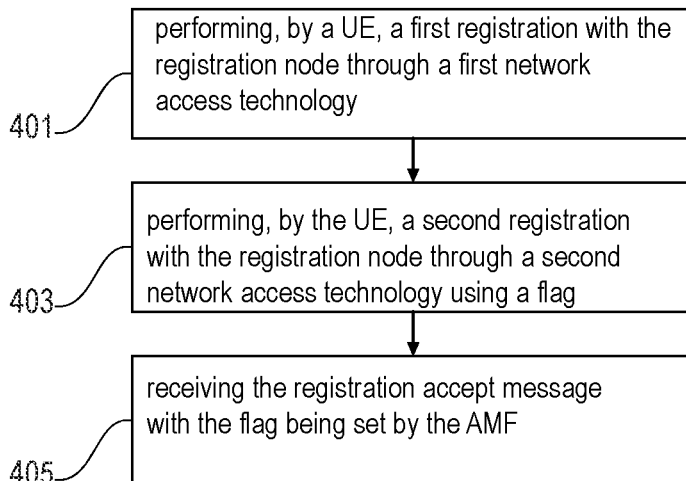 performing, by a UE, a first registration with the
registration node through a first network
access technology
401
performing, by the UE, a second registration
with the registration node through a second
network access technology using a flag
403
receiving the registration accept message
with the flag being set by the AMF
405